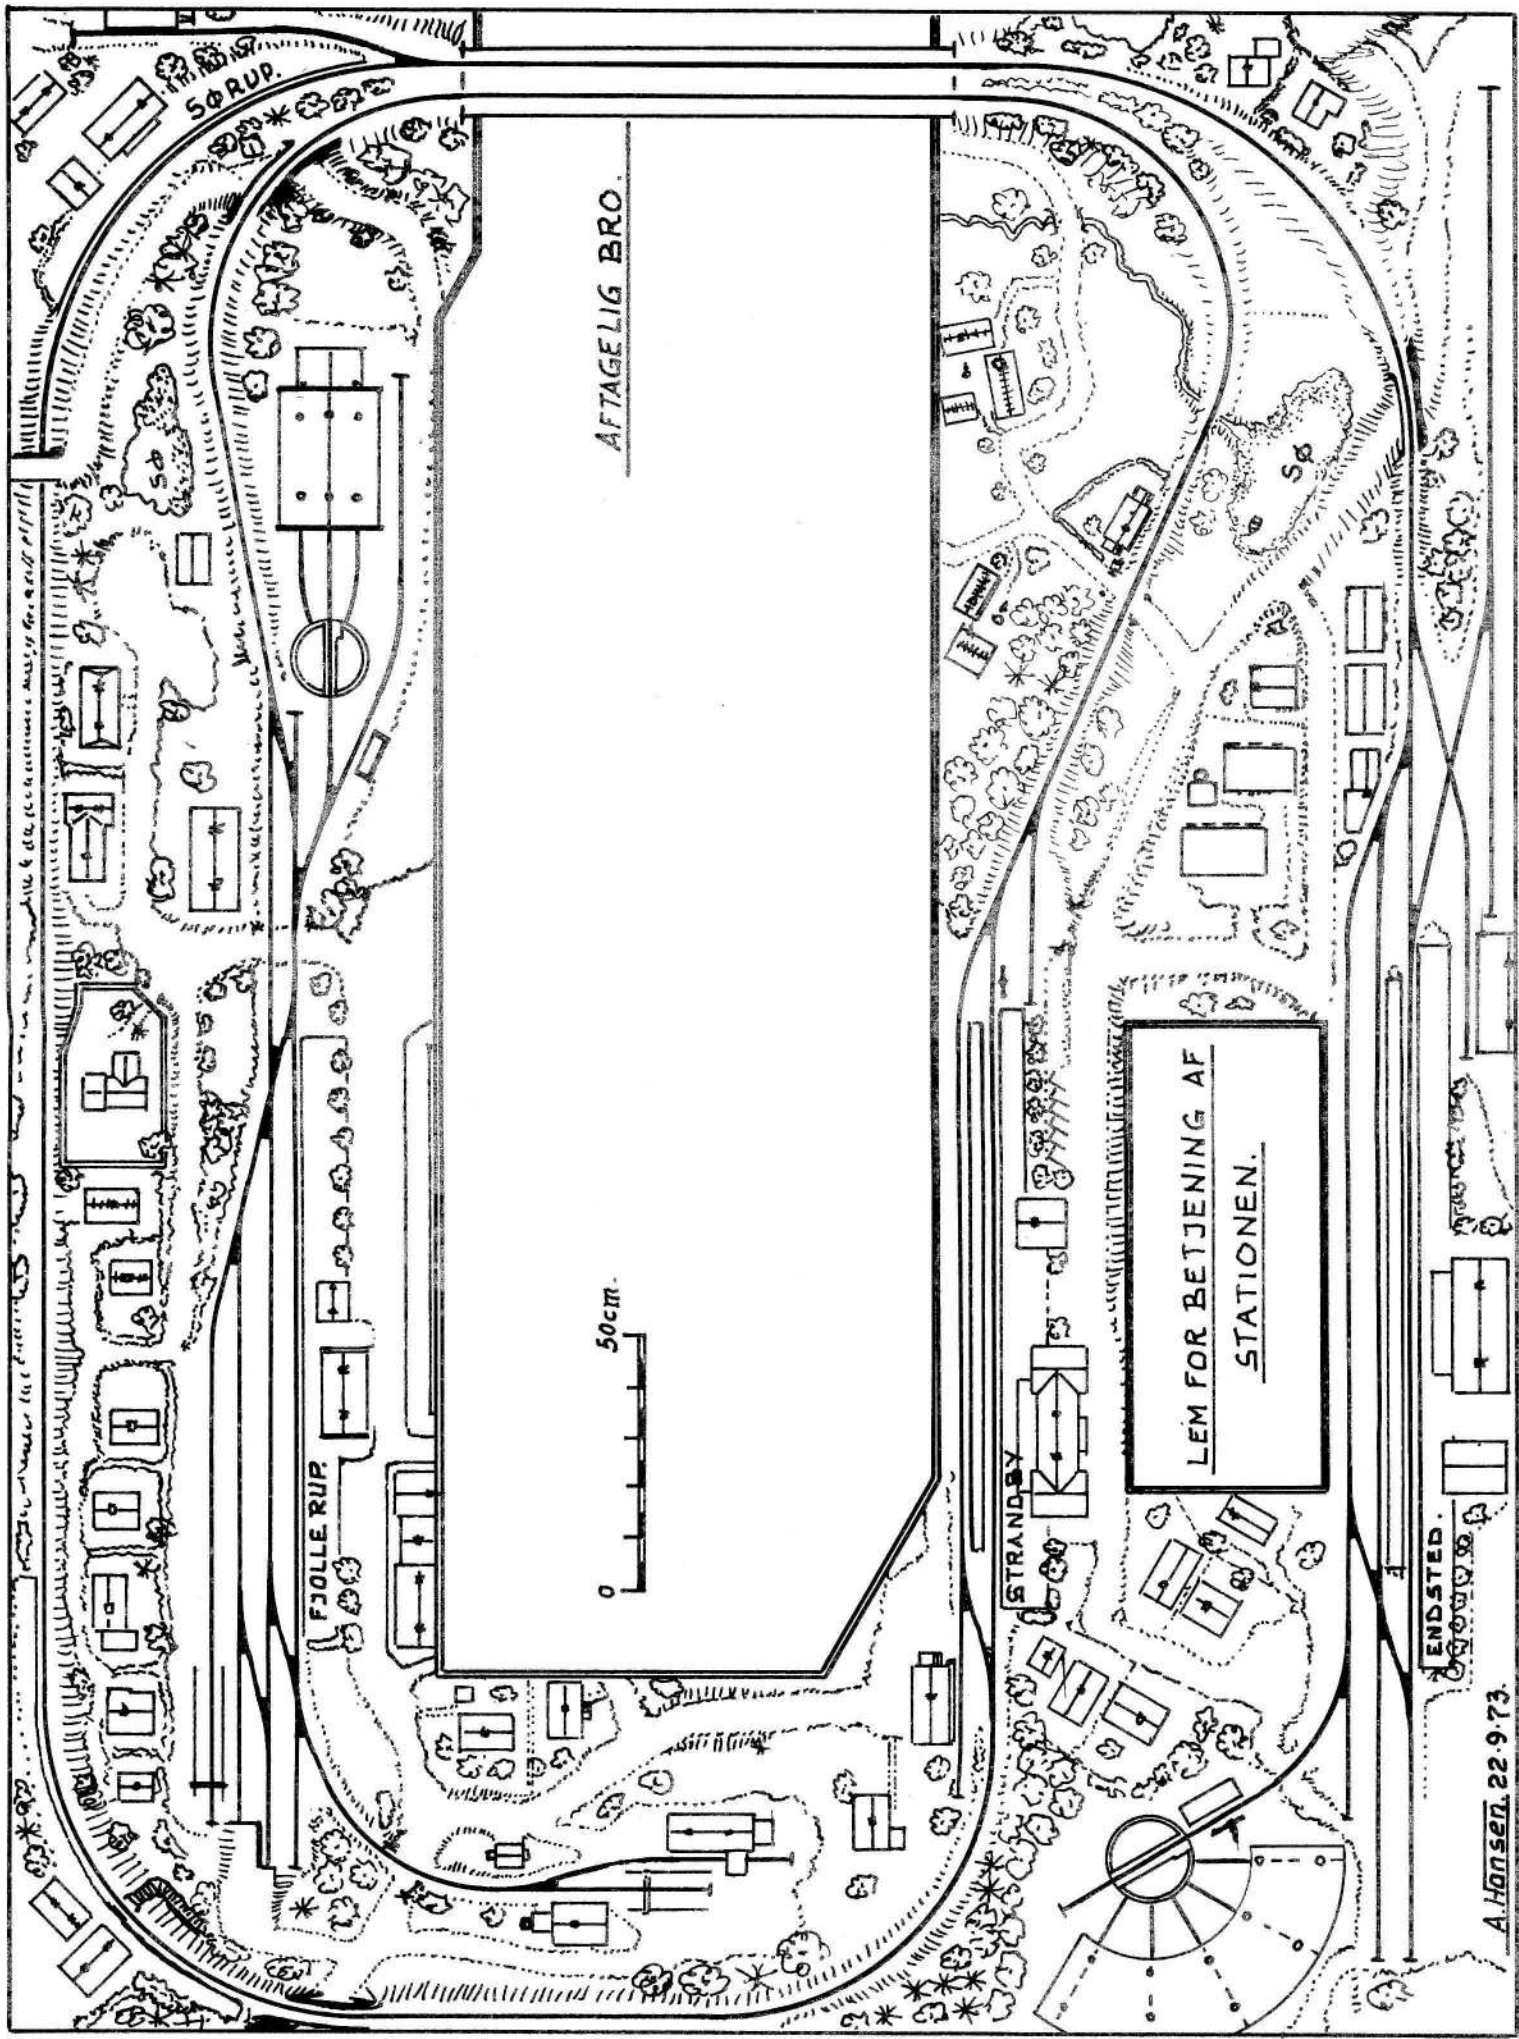 SØRUP.
AFTAGELIG BRO.
SØ
SØ
50cm.
0
FJOLLERUP.
STRANDBY
LEM FOR BETJENING AF
STATIONEN.
ENDSTED.
A.Hansen. 22.9.73.